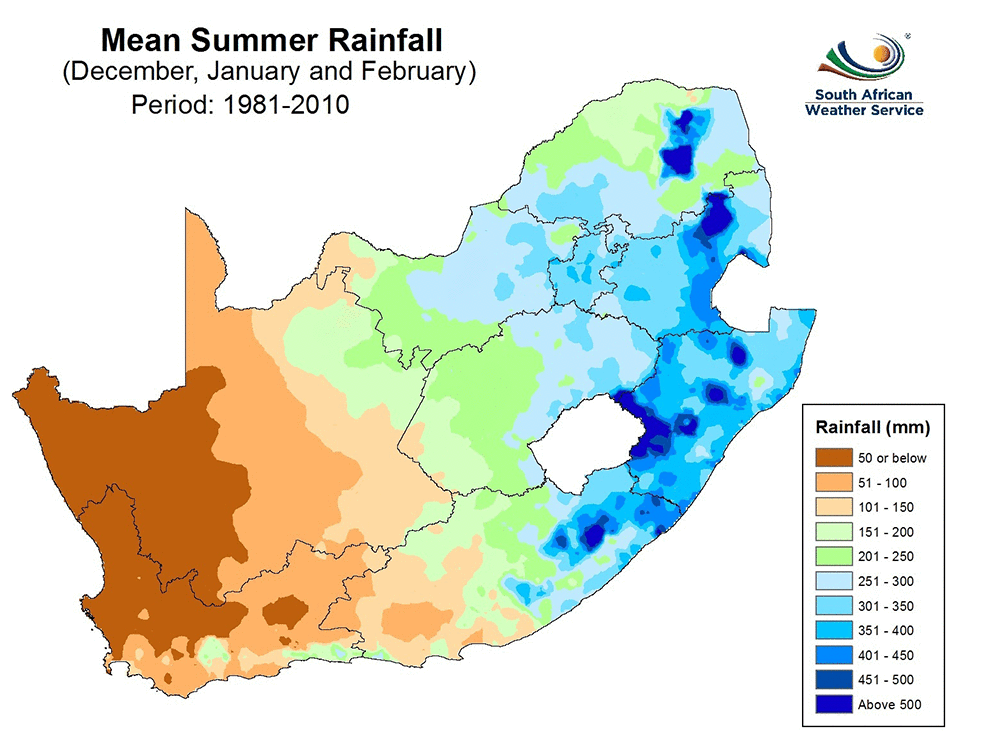 Mean Summer Rainfall
(December, January and February)
Period: 1981-2010
®
South African
Weather Service
Rainfall (mm)
50 or below
51 - 100
101 - 150
151 - 200
201 - 250
251 - 300
301 - 350
351 - 400
401 - 450
451 - 500
Above 500